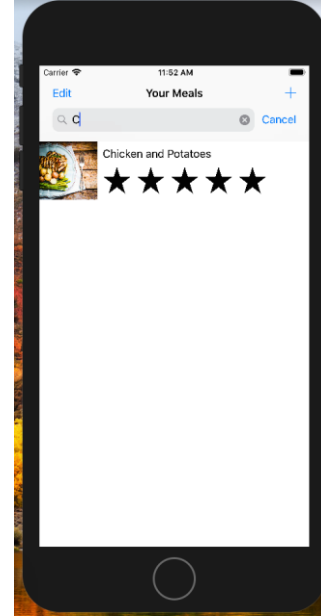 Carrier 11:52 AM
Edit Your Meals +
C Cancel
Chicken and Potatoes